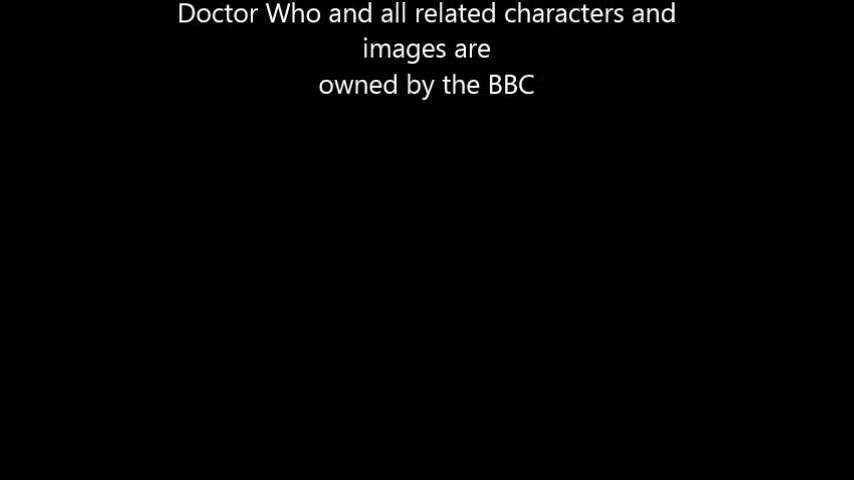 Doctor Who and all related characters and
images are
owned by the BBC